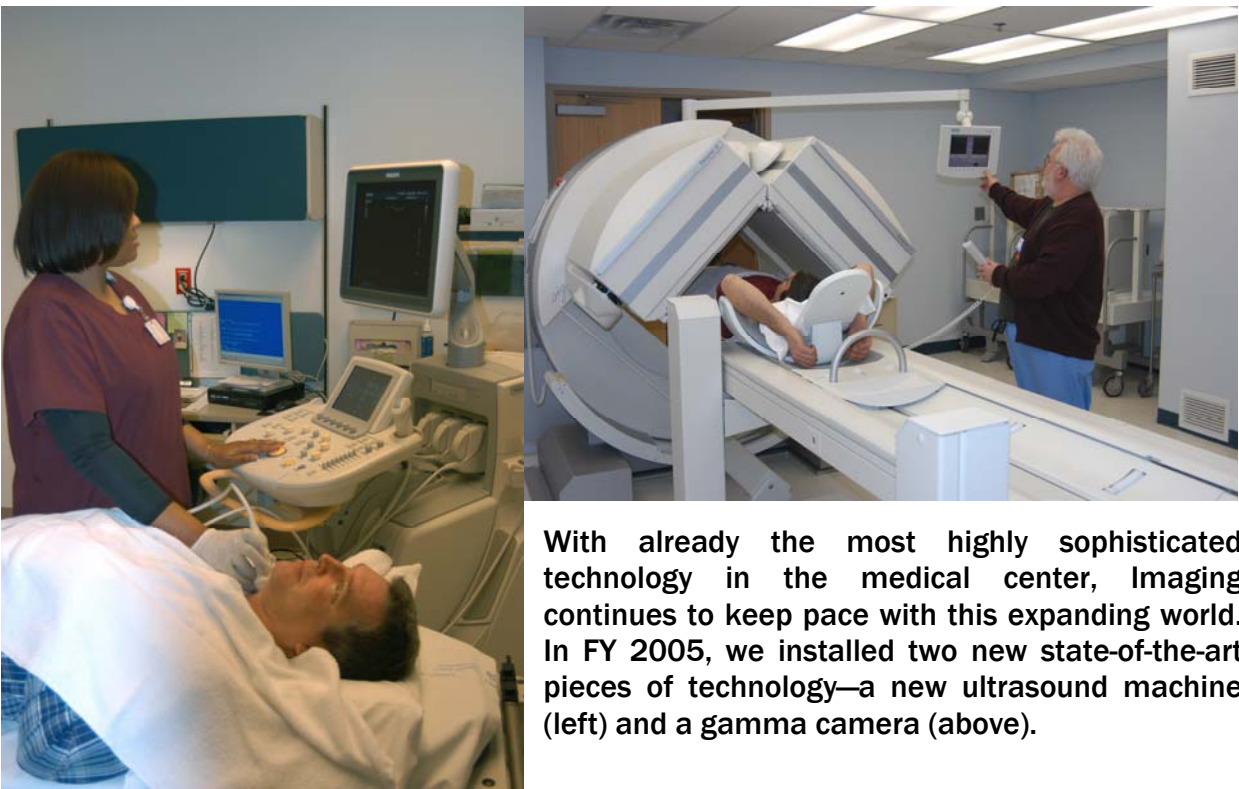 With already the most highly sophisticated
technology in the medical center, Imaging
continues to keep pace with this expanding world.
In FY 2005, we installed two new state-of-the-art
pieces of technology—a new ultrasound machine
(left) and a gamma camera (above).